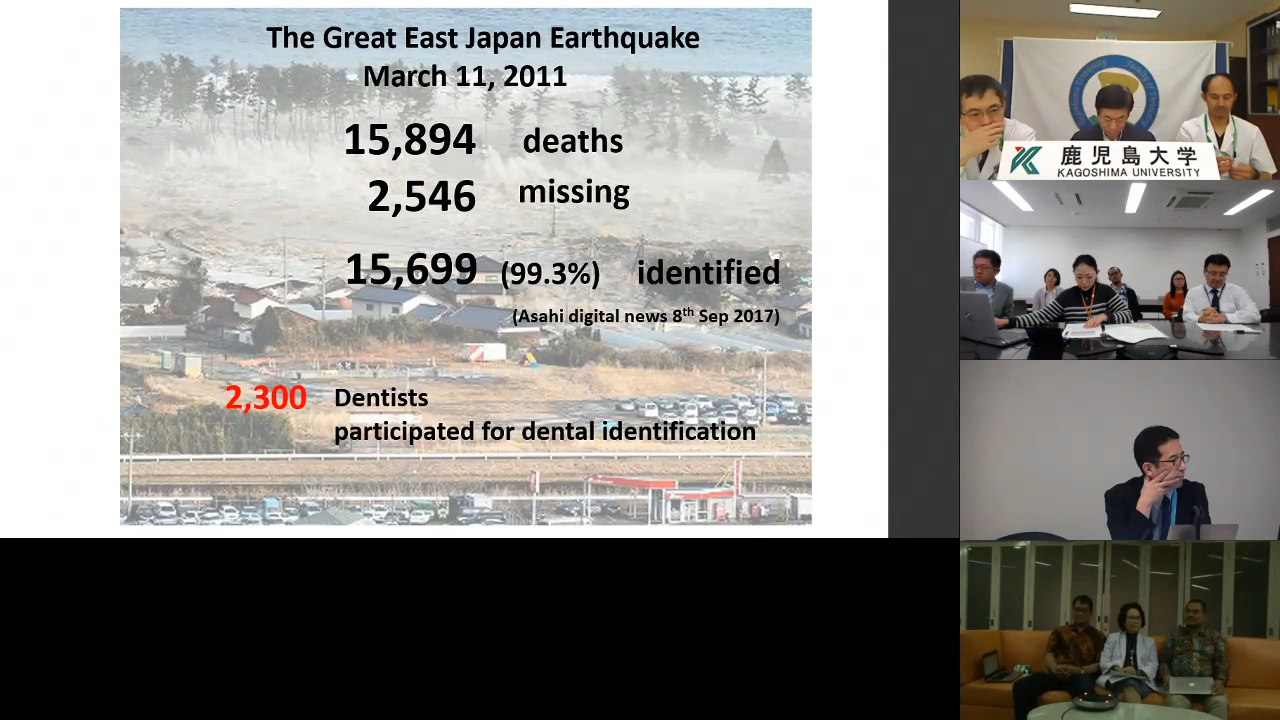 The Great East Japan Earthquake
March 11, 2011
15,894 deaths
2,546 missing
15,699 (99.3%) identified
(Asahi digital news 8th Sep 2017)
2,300 Dentists
participated for dental identification
鹿児島大学
KAGOSHIMA UNIVERSITY